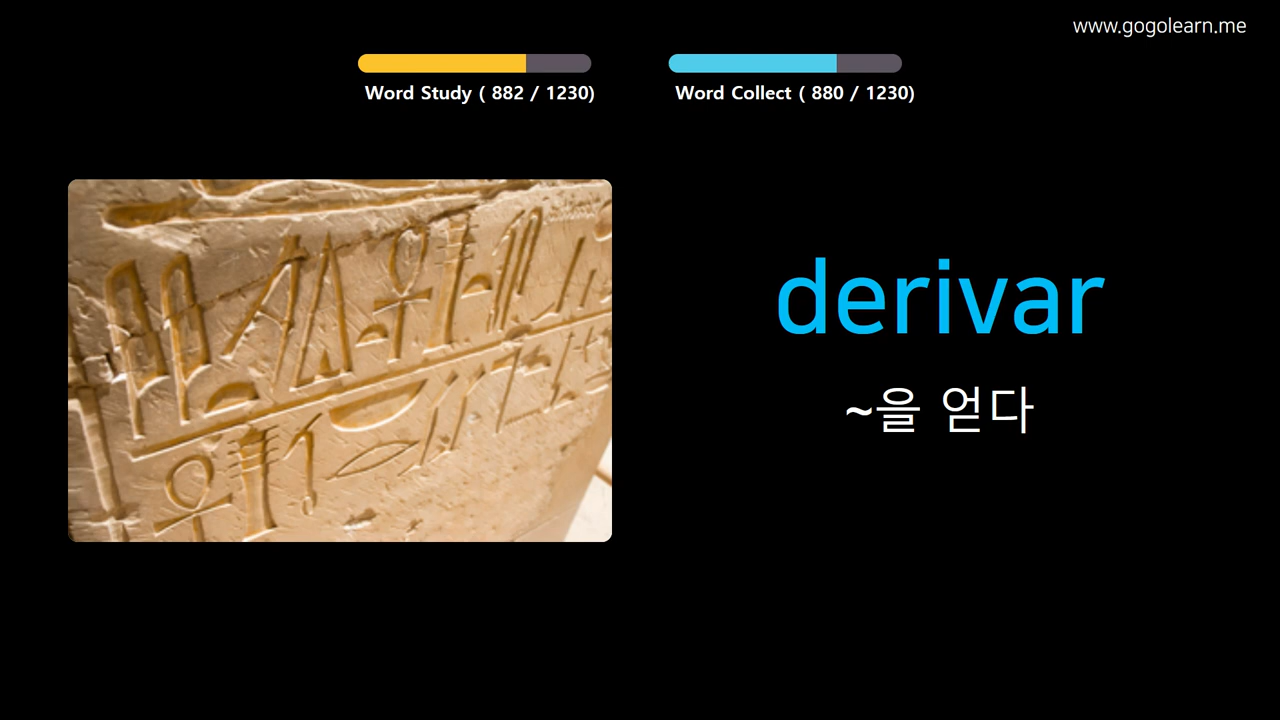 www.gogolearn.me
Word Study ( 882 / 1230)
Word Collect ( 880 / 1230)
derivar
~을 얻다